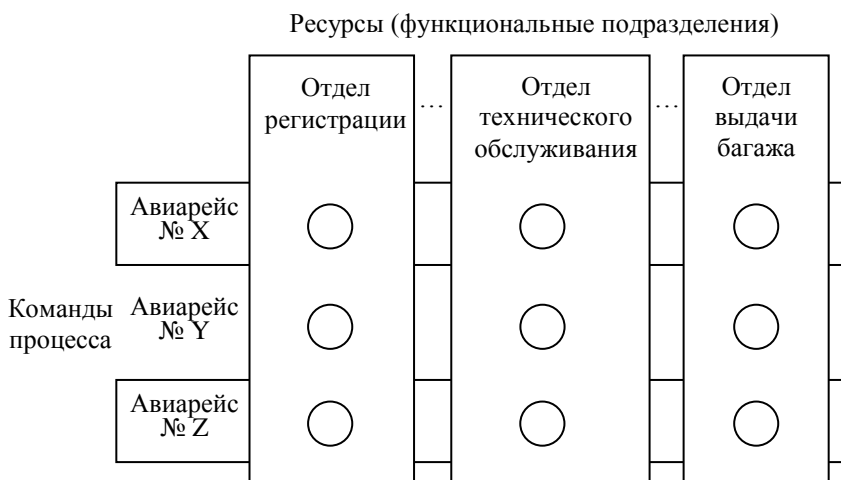 Ресурсы (функциональные подразделения)
Отдел
регистрации
...
Отдел
технического
обслуживания
...
Отдел
выдачи
багажа
Авиарейс
№ X
Команды
процесса
Авиарейс
№ Y
Авиарейс
№ Z